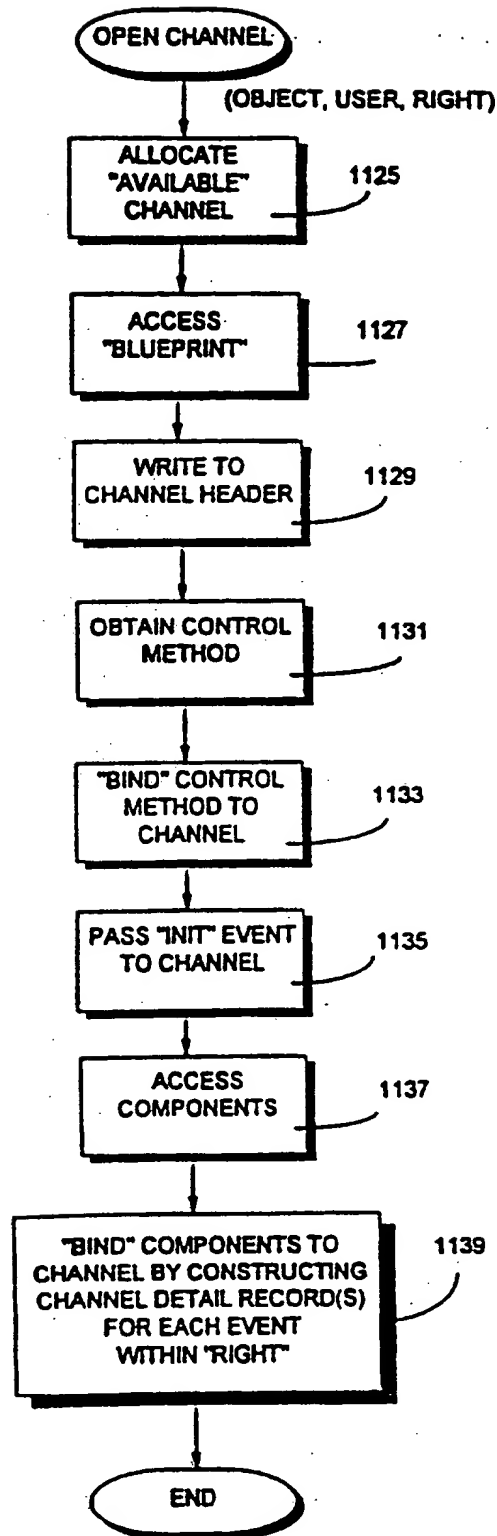 OPEN CHANNEL
(OBJECT, USER, RIGHT)
ALLOCATE
"AVAILABLE"
CHANNEL
1125
ACCESS
"BLUEPRINT"
1127
WRITE TO
CHANNEL HEADER
1129
OBTAIN CONTROL
METHOD
1131
"BIND" CONTROL
METHOD TO
CHANNEL
1133
PASS "INIT" EVENT
TO CHANNEL
1135
ACCESS
COMPONENTS
1137
"BIND" COMPONENTS TO
CHANNEL BY CONSTRUCTING
CHANNEL DETAIL RECORD(S)
FOR EACH EVENT
WITHIN "RIGHT"
1139
END